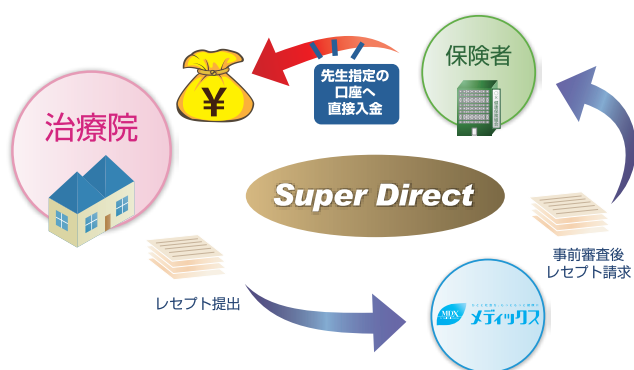 保険者
先生指定の
口座へ
直接入金
¥
治療院
Super Direct
事前審査後
レセプト請求
レセプト提出
MDX
メディックス